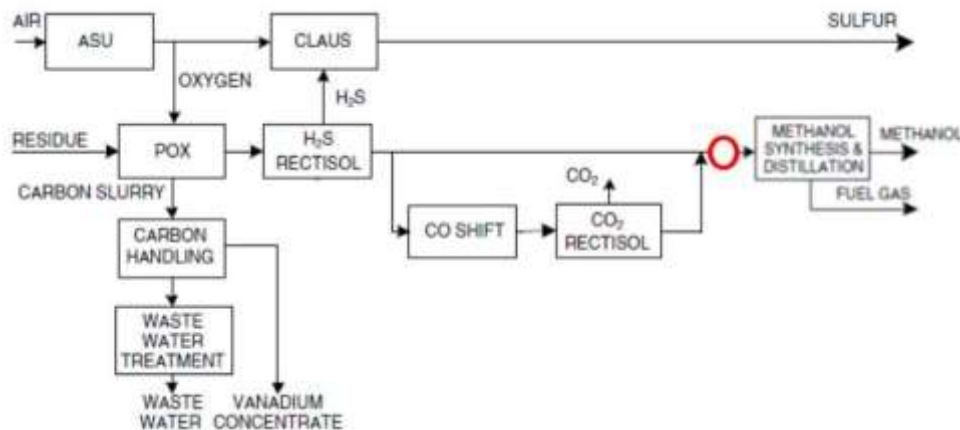 AIR
ASU
CLAUS
SULFUR
OXYGEN
H₂S
RESIDUE
POX
H₂S
RECTISOL
METHANOL
SYNTHESIS &
DISTILLATION
METHANOL
CARBON SLURRY
CO₂
FUEL GAS
CARBON
HANDLING
CO SHIFT
CO₂
RECTISOL
WASTE
WATER
TREATMENT
WASTE
WATER
VANADIUM
CONCENTRATE